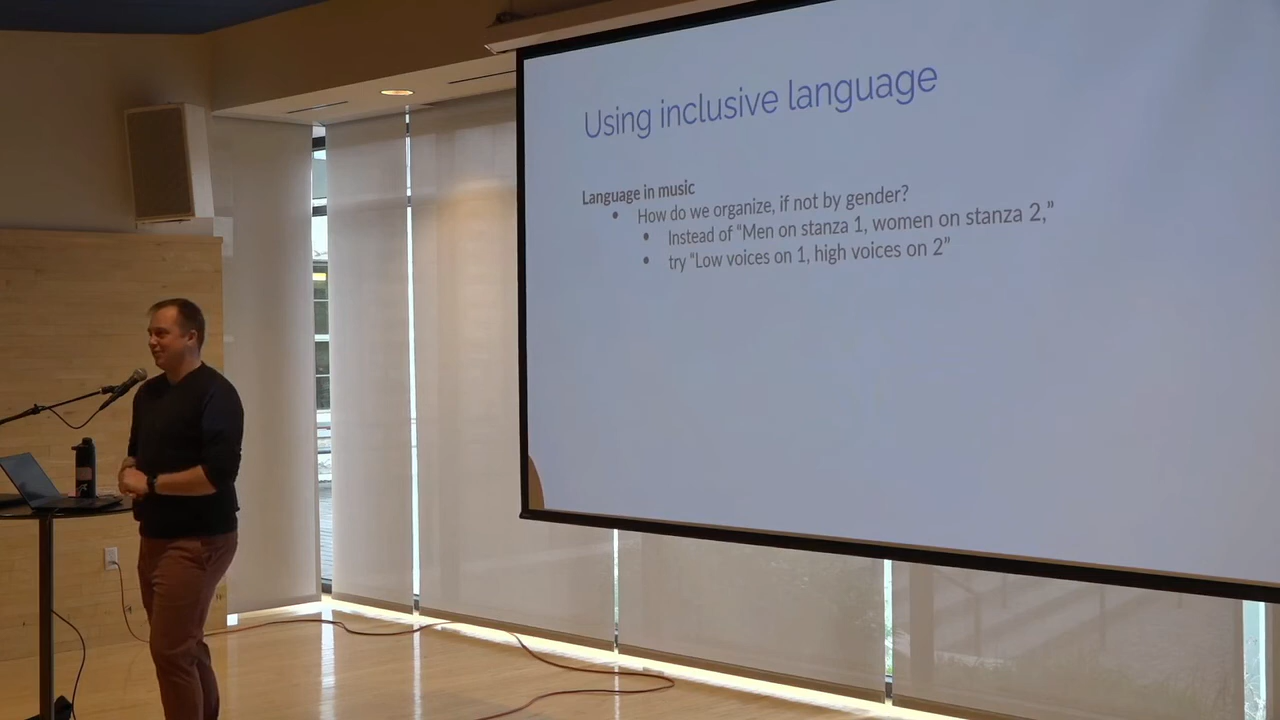 Using inclusive language
Language in music
• How do we organize, if not by gender?
• Instead of “Men on stanza 1, women on stanza 2,”
• try “Low voices on 1, high voices on 2”